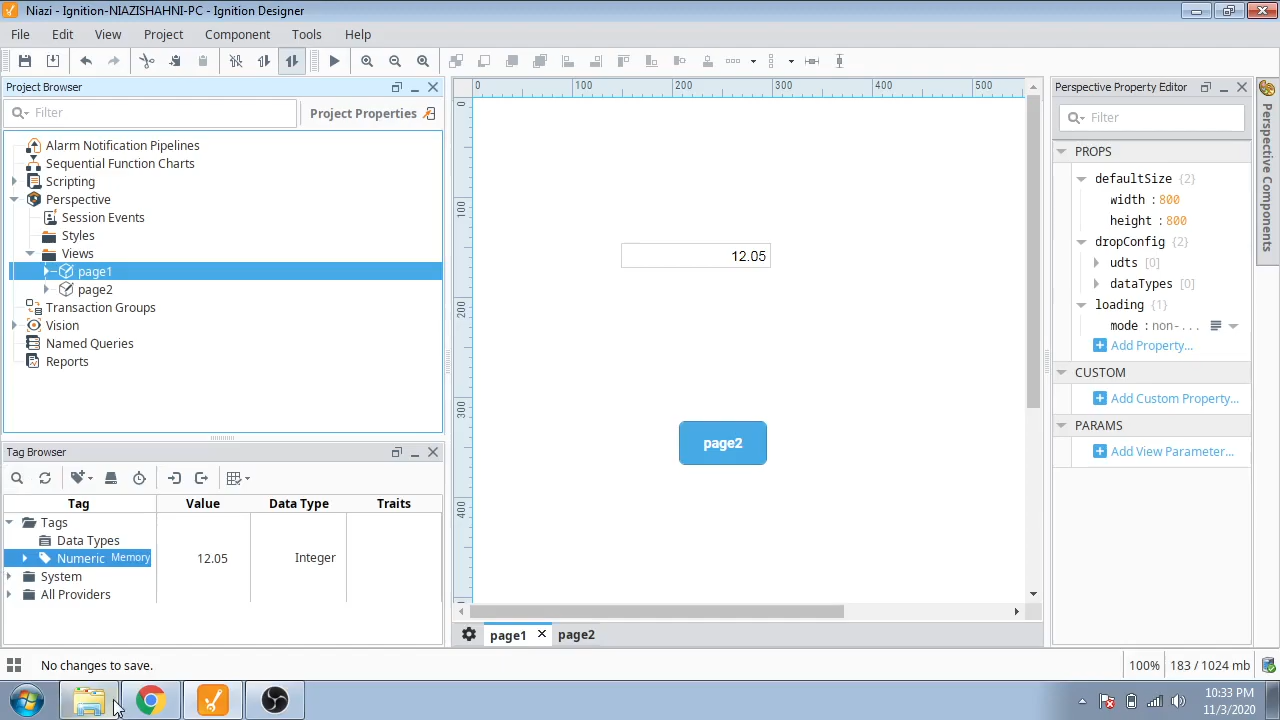 Niazi - Ignition-NIAZISHAHNI-PC - Ignition Designer
File Edit View Project Component Tools Help
Project Browser
Filter
Project Properties
Alarm Notification Pipelines
Sequential Function Charts
Scripting
Perspective
Session Events
Styles
Views
page1
page2
Transaction Groups
Vision
Named Queries
Reports
Tag Browser
Tag Value Data Type Traits
Tags
Data Types
Numeric Memory 12.05 Integer
System
All Providers
0 100 200 300 400 500
0
100
200
300
400
12.05
page2
page1 page2
Perspective Property Editor
Filter
PROPS
defaultSize {2}
width : 800
height : 800
dropConfig {2}
udts [0]
dataTypes [0]
loading {1}
mode : non-...
Add Property...
CUSTOM
Add Custom Property...
PARAMS
Add View Parameter...
Perspective Components
No changes to save.
100% 183 / 1024 mb
10:33 PM
11/3/2020